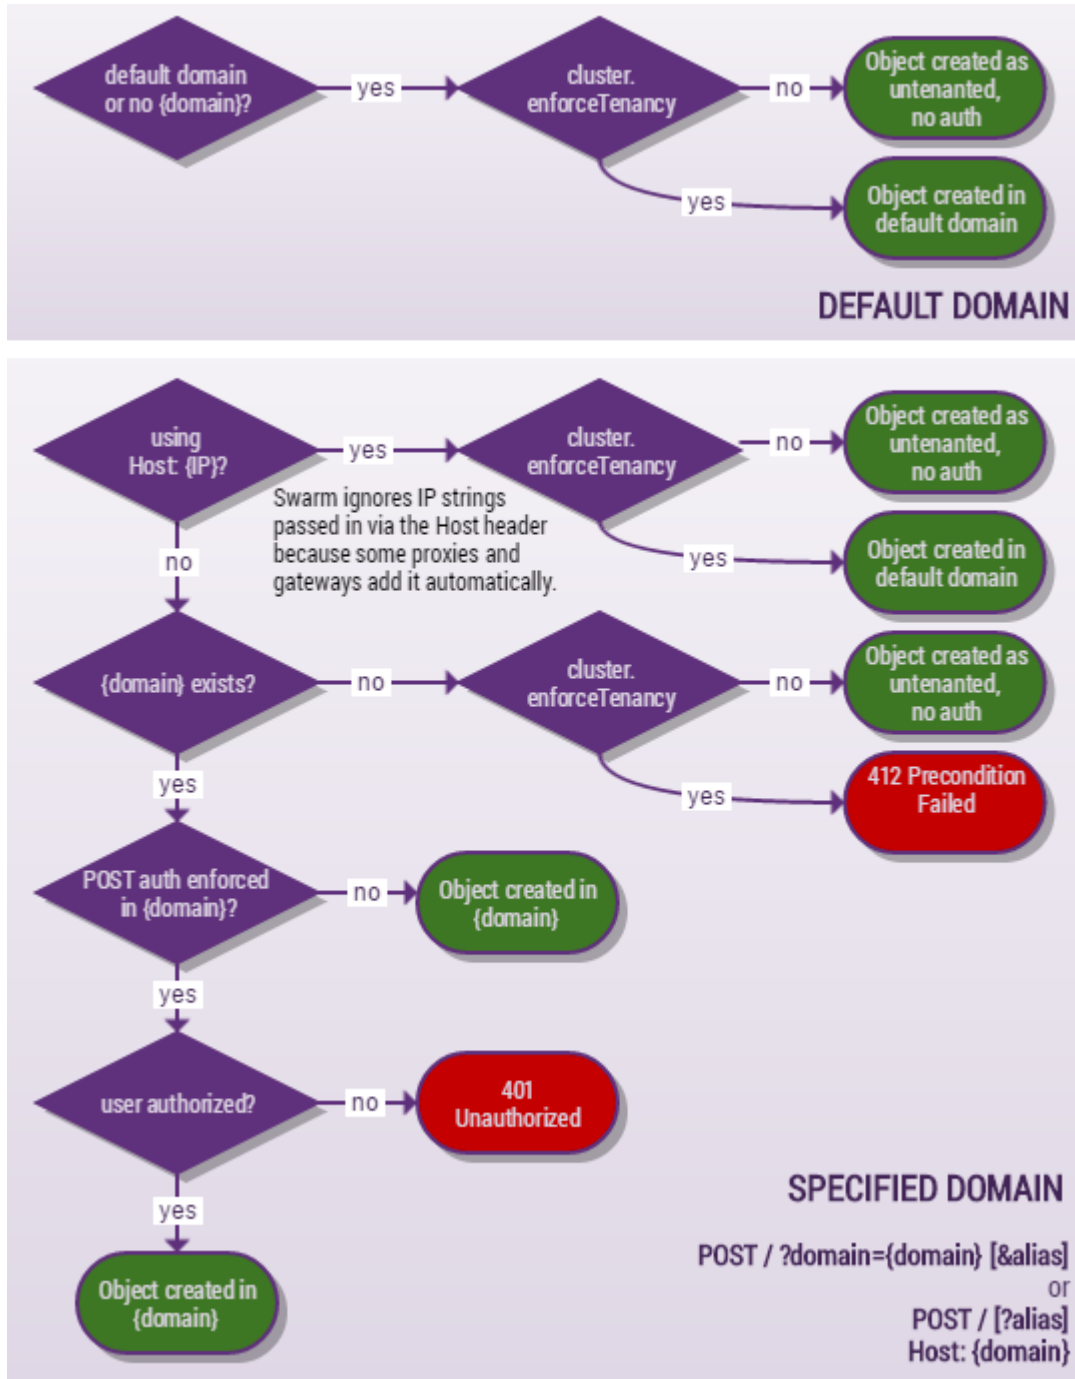 default domain
or no {domain}?
yes
cluster.
enforceTenancy
no
Object created as
untenanted,
no auth
yes
Object created in
default domain
DEFAULT DOMAIN
using
Host: {IP}?
yes
cluster.
enforceTenancy
no
Object created as
untenanted,
no auth
Swarm ignores IP strings
passed in via the Host header
because some proxies and
gateways add it automatically.
yes
Object created in
default domain
no
{domain} exists?
no
cluster.
enforceTenancy
no
Object created as
untenanted,
no auth
yes
412 Precondition
Failed
yes
POST auth enforced
in {domain}?
no
Object created in
{domain}
yes
user authorized?
no
401
Unauthorized
yes
Object created in
{domain}
SPECIFIED DOMAIN
POST / ?domain={domain} [&alias]
or
POST / [?alias]
Host: {domain}